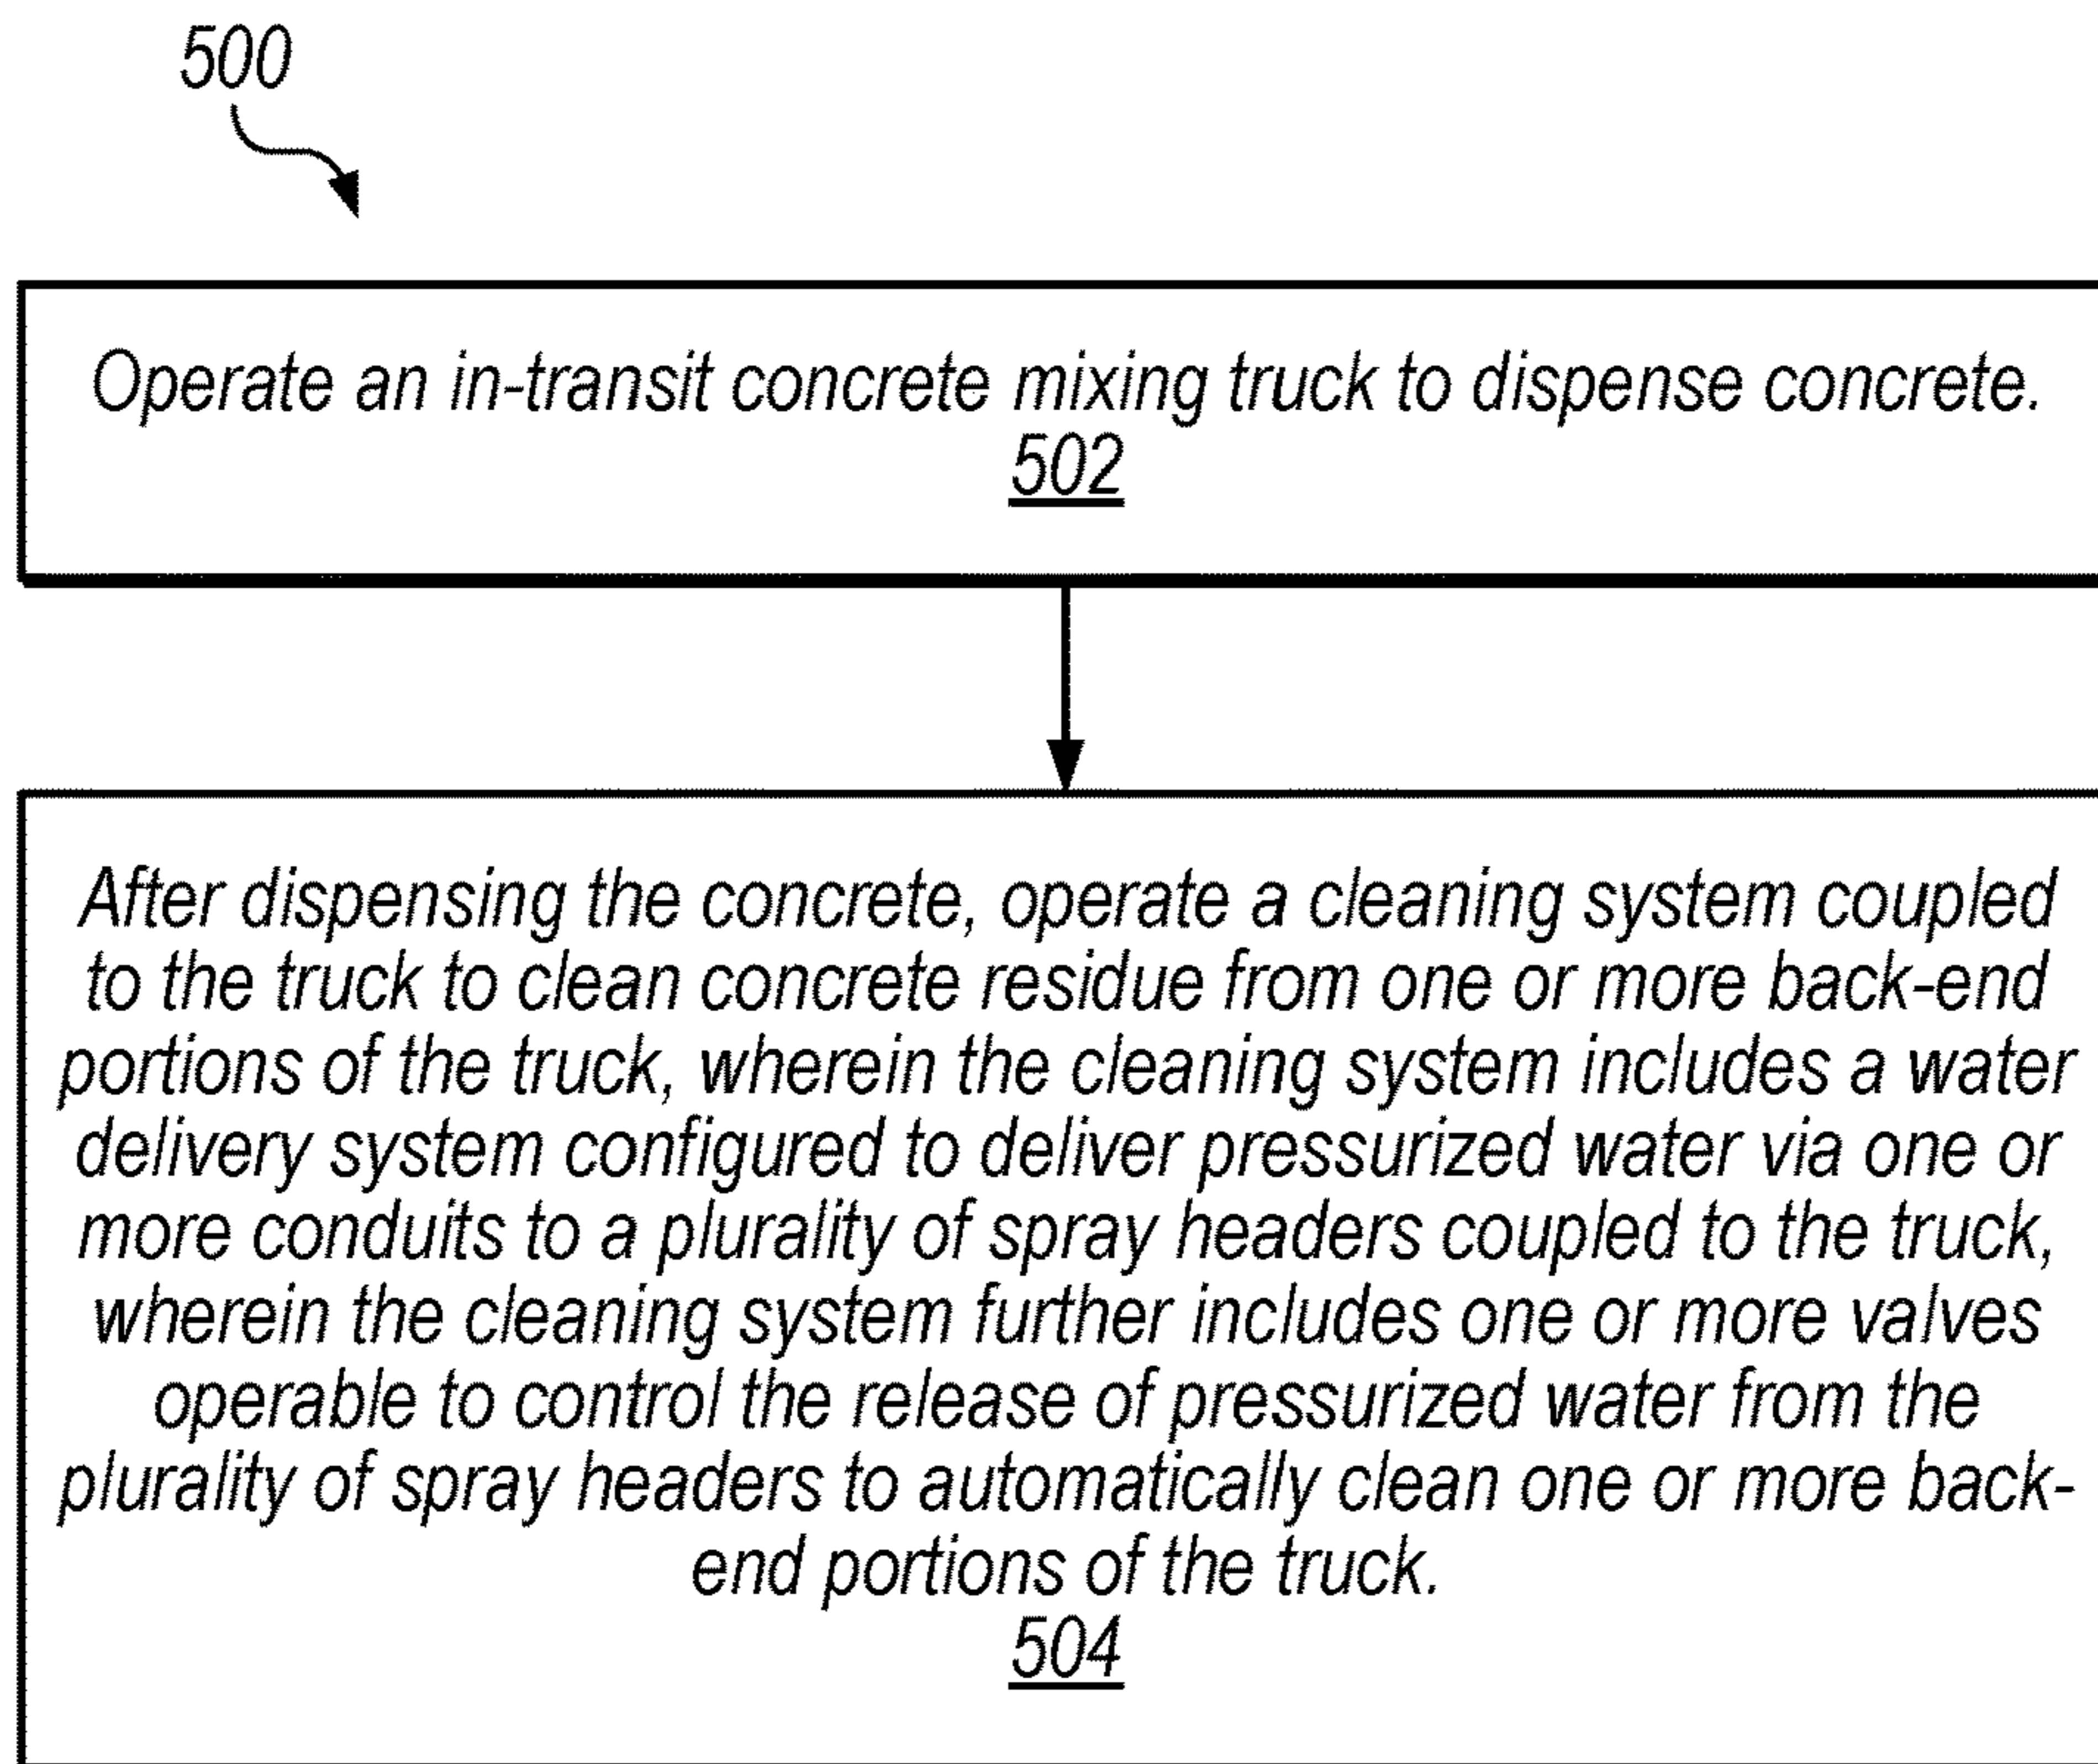 500
Operate an in-transit concrete mixing truck to dispense concrete.
502
After dispensing the concrete, operate a cleaning system coupled
to the truck to clean concrete residue from one or more back-end
portions of the truck, wherein the cleaning system includes a water
delivery system configured to deliver pressurized water via one or
more conduits to a plurality of spray headers coupled to the truck,
wherein the cleaning system further includes one or more valves
operable to control the release of pressurized water from the
plurality of spray headers to automatically clean one or more back-
end portions of the truck.
504